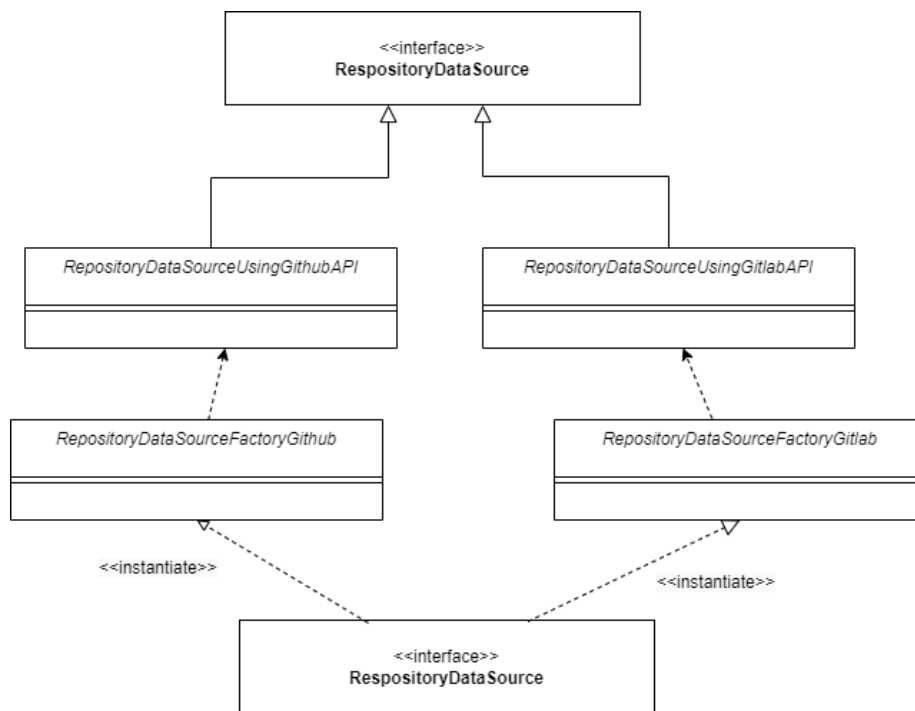 <<interface>>
RespositoryDataSource
RepositoryDataSourceUsingGithubAPI
RepositoryDataSourceUsingGitlabAPI
RepositoryDataSourceFactoryGithub
RepositoryDataSourceFactoryGitlab
<<instantiate>>
<<instantiate>>
<<interface>>
RespositoryDataSource